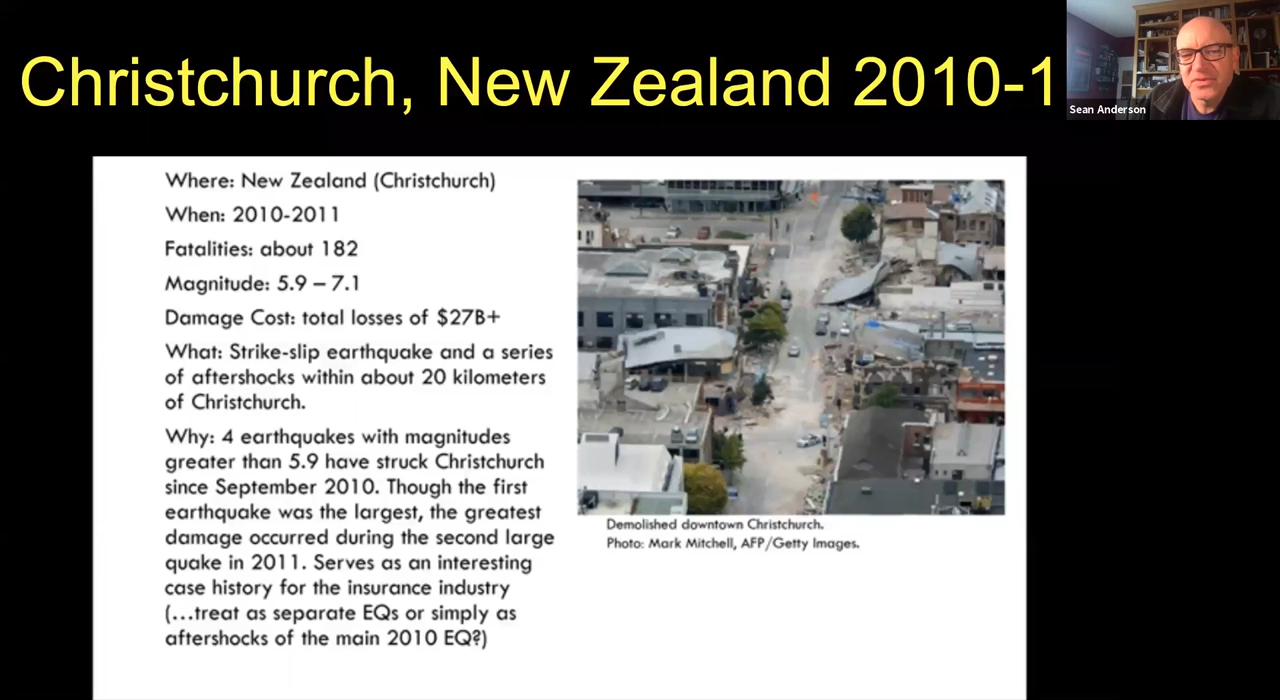 Christchurch, New Zealand 2010-1
Sean Anderson
Where: New Zealand (Christchurch)
When: 2010-2011
Fatalities: about 182
Magnitude: 5.9 – 7.1
Damage Cost: total losses of $27B+
What: Strike-slip earthquake and a series
of aftershocks within about 20 kilometers
of Christchurch.
Why: 4 earthquakes with magnitudes
greater than 5.9 have struck Christchurch
since September 2010. Though the first
earthquake was the largest, the greatest
damage occurred during the second large
quake in 2011. Serves as an interesting
case history for the insurance industry
(…treat as separate EQs or simply as
aftershocks of the main 2010 EQ?)
Demolished downtown Christchurch.
Photo: Mark Mitchell, AFP/Getty Images.